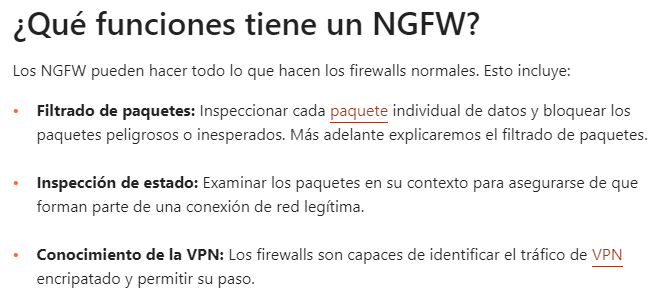 ¿Qué funciones tiene un NGFW?
Los NGFW pueden hacer todo lo que hacen los firewalls normales. Esto incluye:
• Filtrado de paquetes: Inspeccionar cada paquete individual de datos y bloquear los
paquetes peligrosos o inesperados. Más adelante explicaremos el filtrado de paquetes.
• Inspección de estado: Examinar los paquetes en su contexto para asegurarse de que
forman parte de una conexión de red legítima.
• Conocimiento de la VPN: Los firewalls son capaces de identificar el tráfico de VPN
encripatado y permitir su paso.